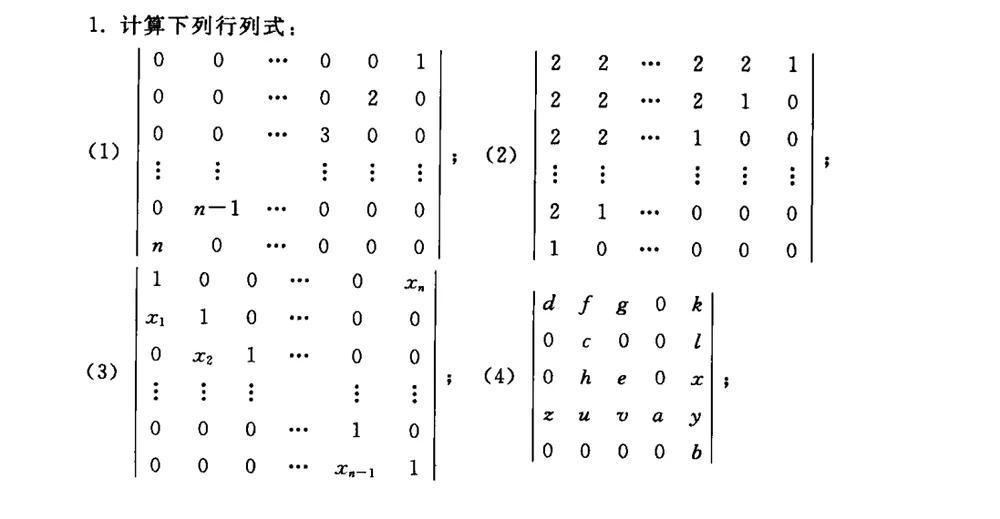 1. 计算下列行列式:
(1) | 0 0 ⋯ 0 0 1 | ; (2) | 2 2 ⋯ 2 2 1 | ;
| 0 0 ⋯ 0 2 0 | | 2 2 ⋯ 2 1 0 |
| 0 0 ⋯ 3 0 0 | | 2 2 ⋯ 1 0 0 |
| ⋮ ⋮ ⋮ ⋮ ⋮ | | ⋮ ⋮ ⋮ ⋮ ⋮ |
| 0 n−1 ⋯ 0 0 0 | | 2 1 ⋯ 0 0 0 |
| n 0 ⋯ 0 0 0 | | 1 0 ⋯ 0 0 0 |
(3) | 1 0 0 ⋯ 0 xₙ | ; (4) | d f g 0 k | ;
| x₁ 1 0 ⋯ 0 0 | | 0 c 0 0 l |
| 0 x₂ 1 ⋯ 0 0 | | 0 h e 0 x |
| ⋮ ⋮ ⋮ ⋮ ⋮ | | z u v a y |
| 0 0 0 ⋯ 1 0 | | 0 0 0 0 b |
| 0 0 0 ⋯ xₙ₋₁ 1 |